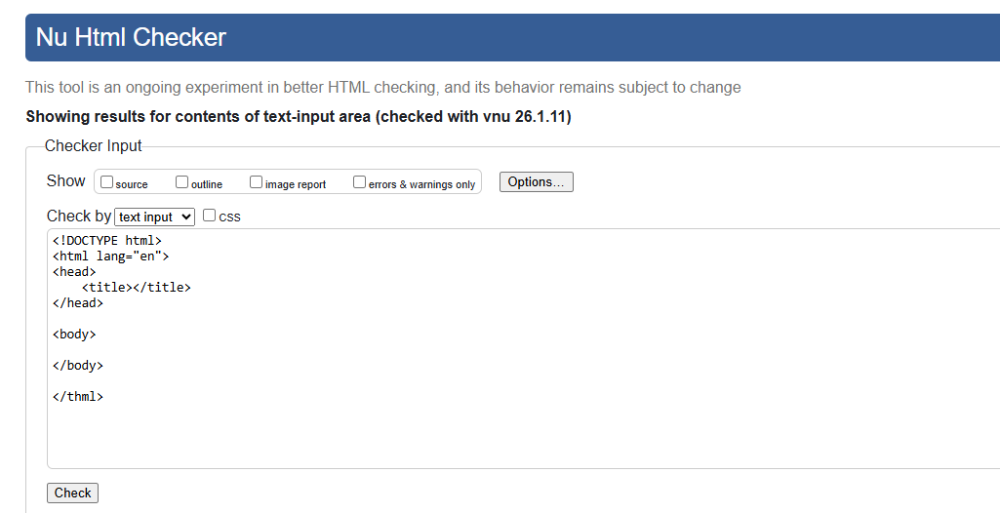 Nu Html Checker
This tool is an ongoing experiment in better HTML checking, and its behavior remains subject to change
Showing results for contents of text-input area (checked with vnu 26.1.11)
Checker Input
Show source outline image report errors & warnings only Options...
Check by text input css
<!DOCTYPE html>
<html lang="en">
<head>
    <title></title>
</head>
<body>
</body>
</thml>
Check